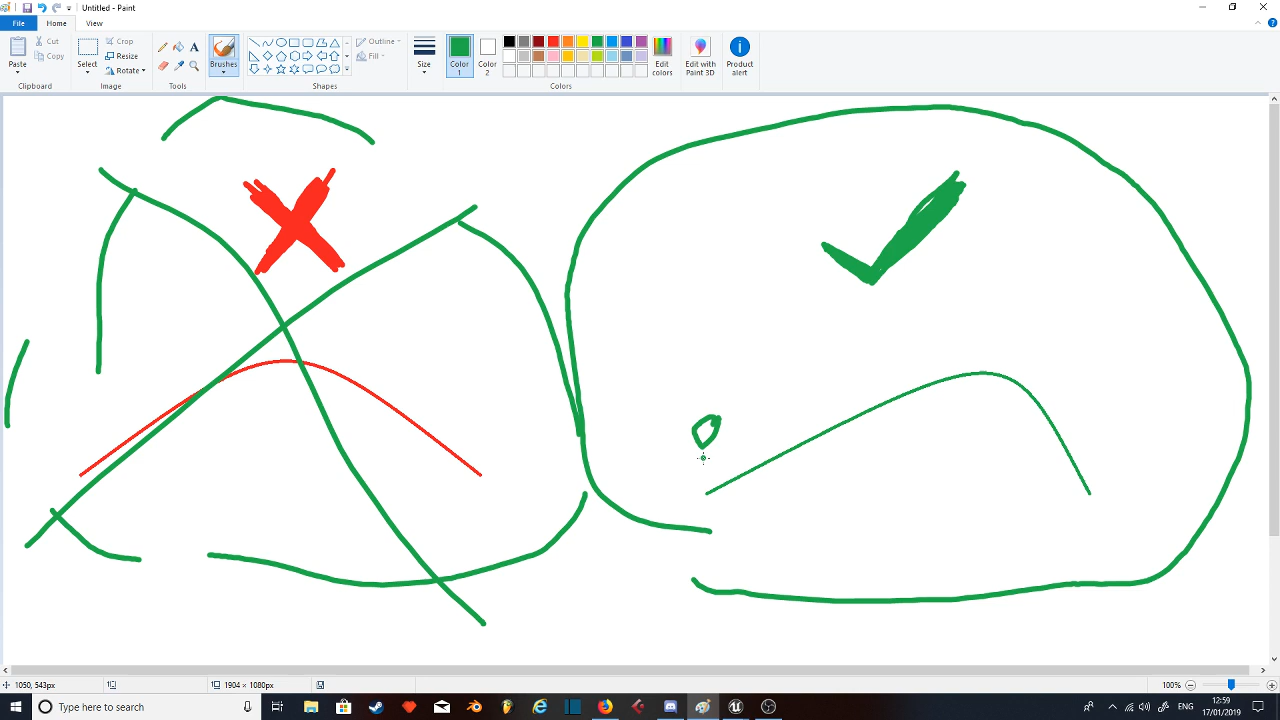 Untitled - Paint
File Home View
Paste
Cut
Copy
Clipboard
Select
Crop
Resize
Rotate
Image
A
Tools
Brushes
Outline
Fill
Shapes
Size
Color 1
Color 2
Edit colors
Colors
Edit with Paint 3D
Product alert
1050, 543px
1904 × 1080px
100%
Type here to search
ENG
12:59
17/01/2019